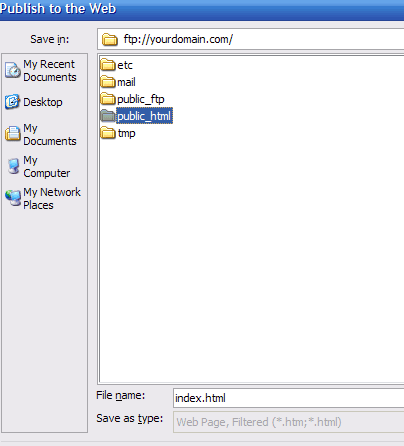 Publish to the Web
Save in:
ftp://yourdomain.com/
My Recent
Documents
Desktop
My
Documents
My
Computer
My Network
Places
etc
mail
public_ftp
public_html
tmp
File name:
index.html
Save as type:
Web Page, Filtered (*.htm;*.html)